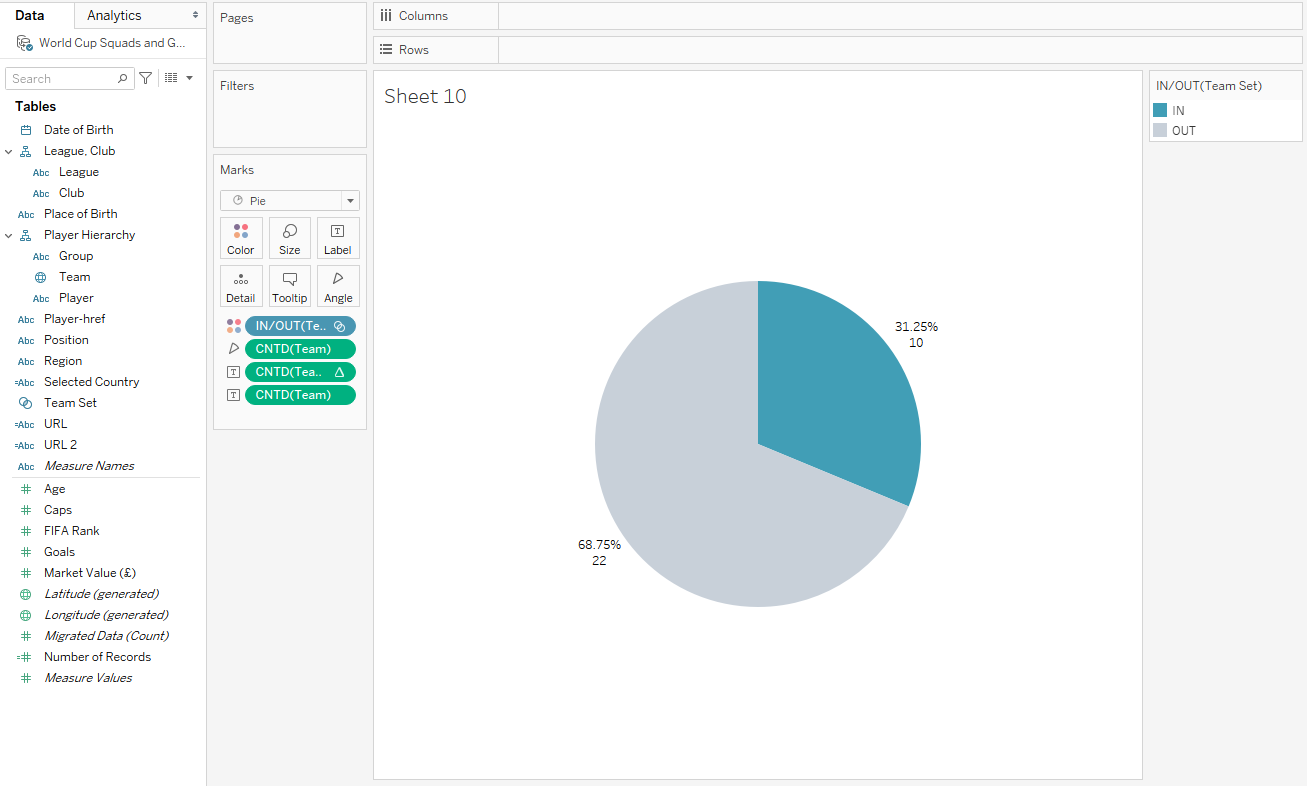 Data
Analytics
World Cup Squads and G...
Search
Tables
Date of Birth
League, Club
Abc League
Abc Club
Abc Place of Birth
Player Hierarchy
Abc Group
Team
Abc Player
Abc Player-href
Abc Position
Abc Region
=Abc Selected Country
Team Set
=Abc URL
=Abc URL 2
Abc Measure Names
# Age
# Caps
# FIFA Rank
# Goals
# Market Value (£)
Latitude (generated)
Longitude (generated)
# Migrated Data (Count)
=# Number of Records
# Measure Values
Pages
Filters
Marks
Pie
Color
Size
T Label
Detail
Tooltip
Angle
IN/OUT(Te..
CNTD(Team)
T CNTD(Tea.. Δ
T CNTD(Team)
Columns
Rows
Sheet 10
31.25%
10
68.75%
22
IN/OUT(Team Set)
IN
OUT